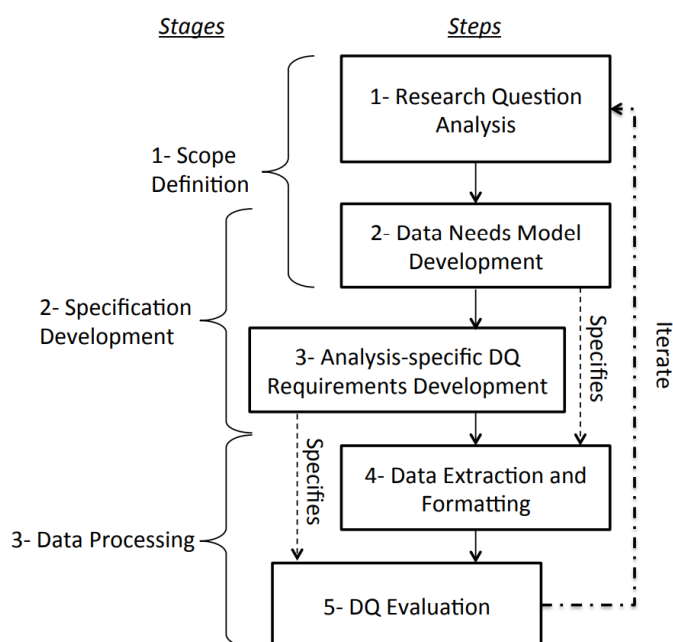 Stages
Steps
1- Research Question
Analysis
1- Scope
Definition
2- Data Needs Model
Development
2- Specification
Development
Specifies
Iterate
3- Analysis-specific DQ
Requirements Development
Specifies
4- Data Extraction and
Formatting
3- Data Processing
5- DQ Evaluation